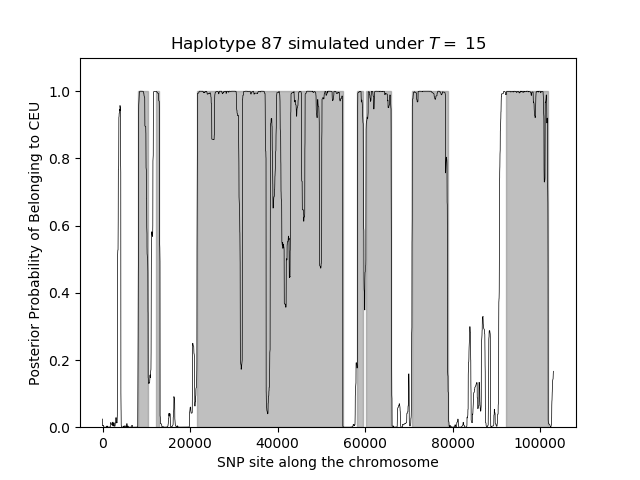 Haplotype 87 simulated under T = 15
Posterior Probability of Belonging to CEU
1.0
0.8
0.6
0.4
0.2
0.0
0 20000 40000 60000 80000 100000
SNP site along the chromosome